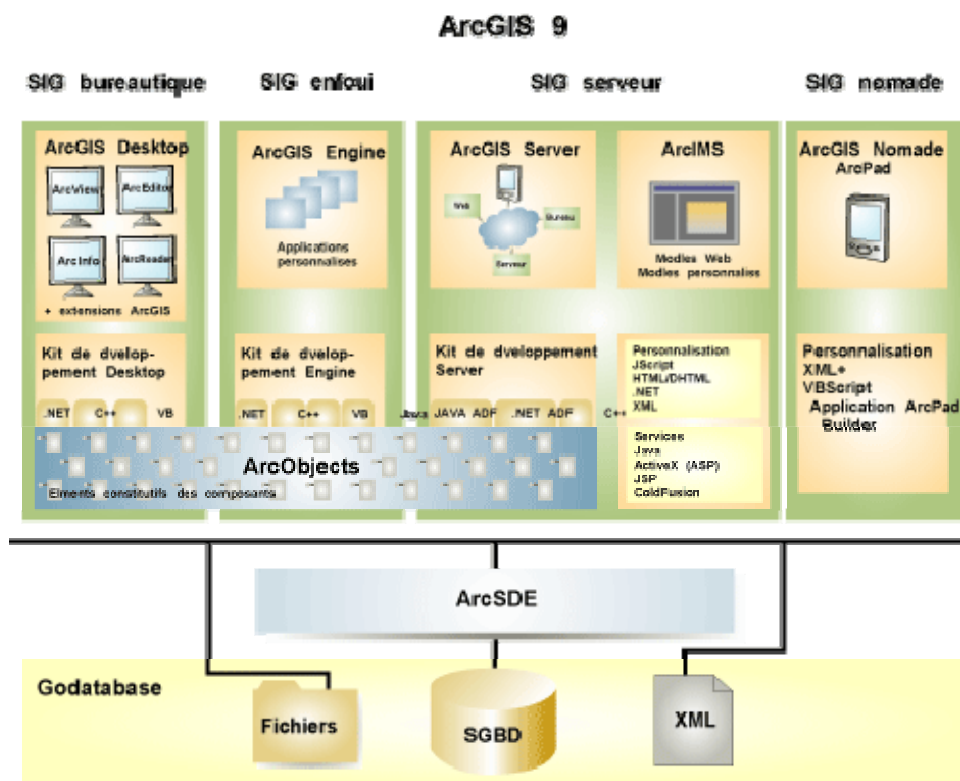 ArcGIS 9
SIG bureautique
SIG enfoui
SIG serveur
SIG nomade
ArcGIS Desktop
ArcView
ArcEditor
Arc Info
ArcReader
+ extensions ArcGIS
ArcGIS Engine
Applications
personnalises
ArcGIS Server
Web
Bureau
Serveur
ArcIMS
Modles Web
Modles personnaliss
ArcGIS Nomade
ArcPad
Kit de dvelop-
pement Desktop
.NET C++ VB
Kit de dvelop-
pement Engine
.NET C++ VB Java
Kit de dveloppement
Server
JAVA ADF .NET ADF C++
Personnalisation
JScript
HTML/DHTML
.NET
XML
Services
Java
ActiveX (ASP)
JSP
ColdFusion
Personnalisation
XML+
VBScript
Application ArcPad
Builder
ArcObjects
Elments constitutifs des composants
ArcSDE
Godatabase
Fichiers
SGBD
XML